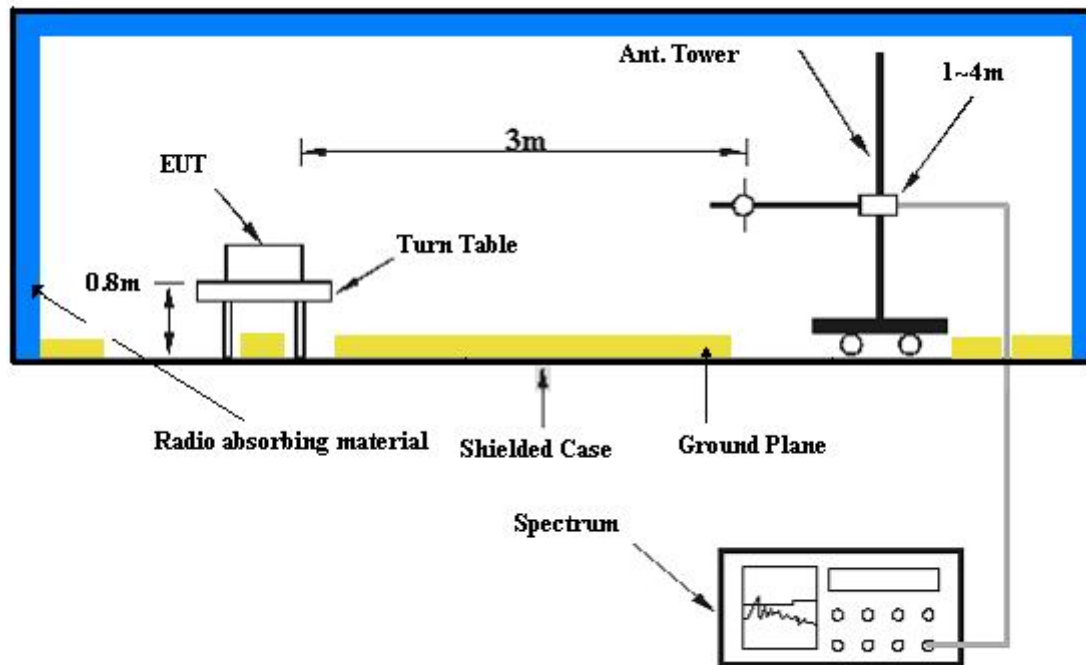 Ant. Tower
1~4m
3m
EUT
Turn Table
0.8m
Radio absorbing material
Shielded Case
Ground Plane
Spectrum